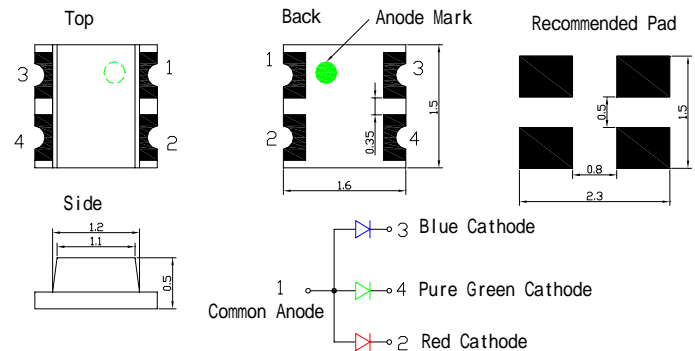 Top
3
1
4
2
Back
Anode Mark
1
3
2
4
0.35
1.5
1.6
Recommended Pad
0.5
1.5
0.8
2.3
Side
1.2
1.1
0.5
1
Common Anode
3 Blue Cathode
4 Pure Green Cathode
2 Red Cathode